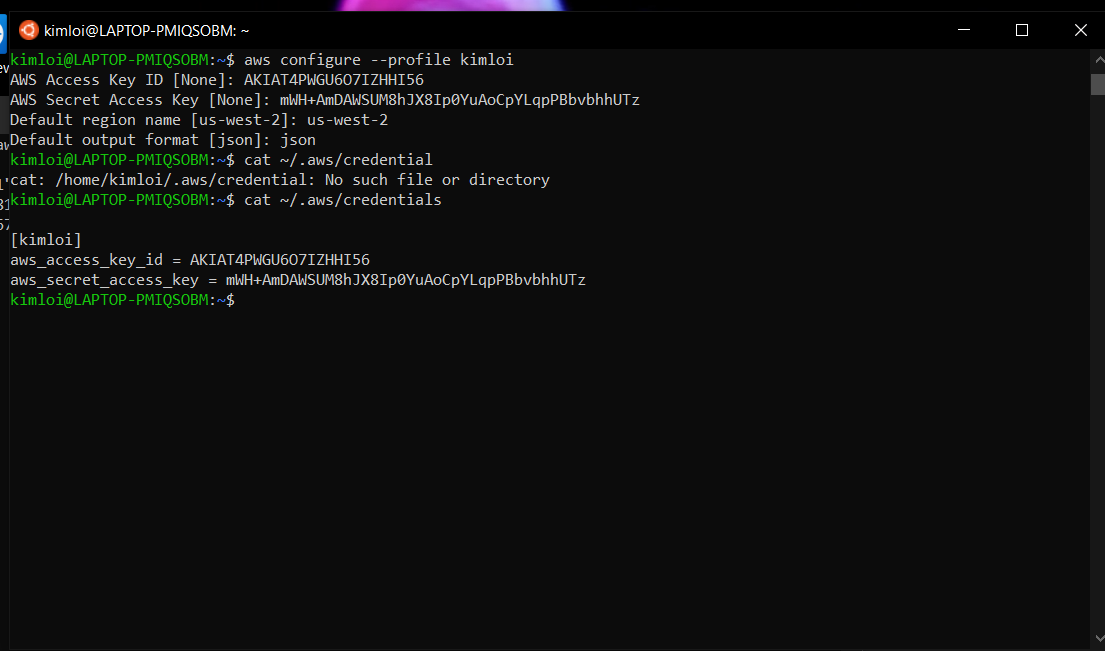 kimloi@LAPTOP-PMIQSOBM: ~
kimloi@LAPTOP-PMIQSOBM:~$ aws configure --profile kimloi
AWS Access Key ID [None]: AKIAT4PWGU6O7IZHHI56
AWS Secret Access Key [None]: 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
Default region name [us-west-2]: us-west-2
Default output format [json]: json
kimloi@LAPTOP-PMIQSOBM:~$ cat ~/.aws/credential
cat: /home/kimloi/.aws/credential: No such file or directory
kimloi@LAPTOP-PMIQSOBM:~$ cat ~/.aws/credentials
[kimloi]
aws_access_key_id = AKIAT4PWGU6O7IZHHI56
aws_secret_access_key = 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
kimloi@LAPTOP-PMIQSOBM:~$